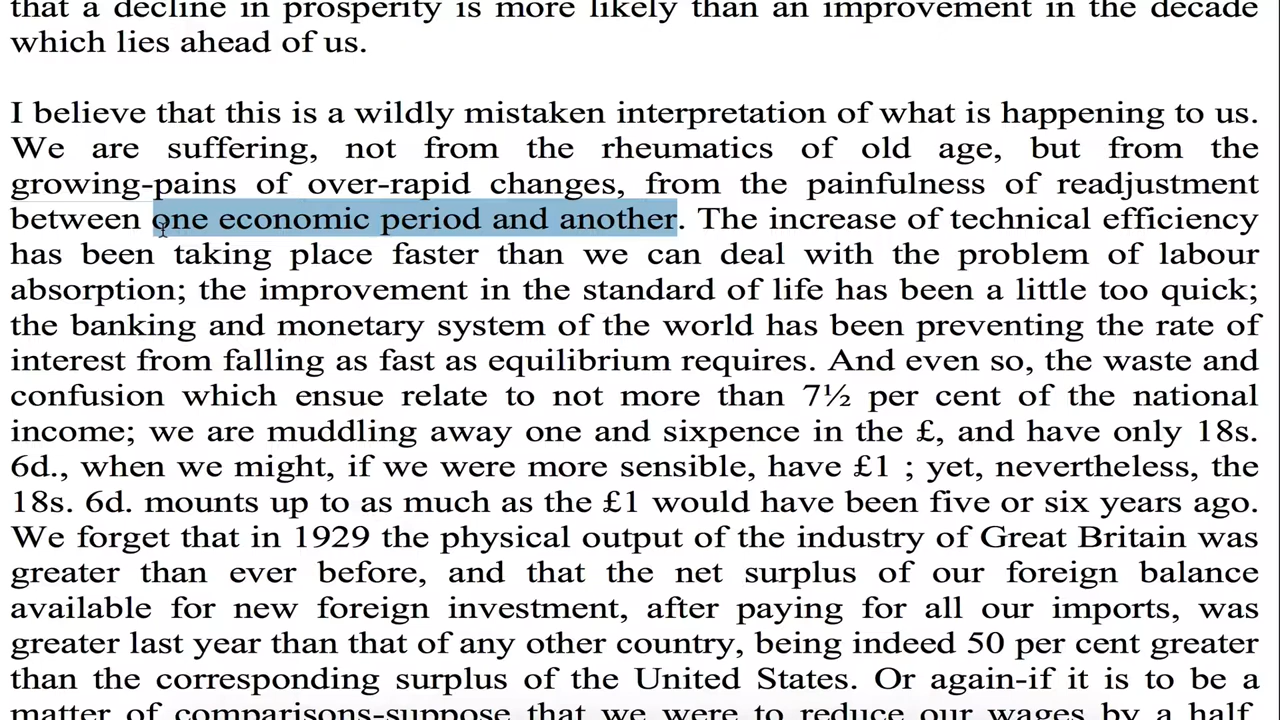 that a decline in prosperity is more likely than an improvement in the decade
which lies ahead of us.
I believe that this is a wildly mistaken interpretation of what is happening to us.
We are suffering, not from the rheumatics of old age, but from the
growing-pains of over-rapid changes, from the painfulness of readjustment
between one economic period and another. The increase of technical efficiency
has been taking place faster than we can deal with the problem of labour
absorption; the improvement in the standard of life has been a little too quick;
the banking and monetary system of the world has been preventing the rate of
interest from falling as fast as equilibrium requires. And even so, the waste and
confusion which ensue relate to not more than 7½ per cent of the national
income; we are muddling away one and sixpence in the £, and have only 18s.
6d., when we might, if we were more sensible, have £1 ; yet, nevertheless, the
18s. 6d. mounts up to as much as the £1 would have been five or six years ago.
We forget that in 1929 the physical output of the industry of Great Britain was
greater than ever before, and that the net surplus of our foreign balance
available for new foreign investment, after paying for all our imports, was
greater last year than that of any other country, being indeed 50 per cent greater
than the corresponding surplus of the United States. Or again-if it is to be a
matter of comparisons-suppose that we were to reduce our wages by a half,